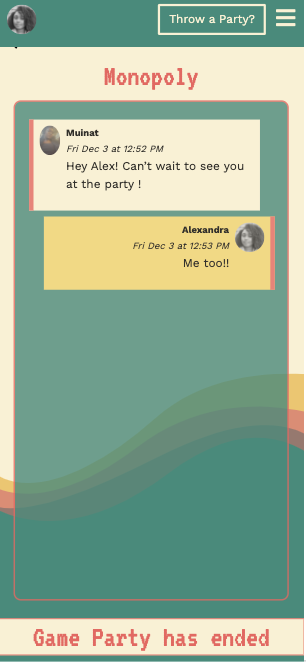 Throw a Party?
Monopoly
Muinat
Fri Dec 3 at 12:52 PM
Hey Alex! Can't wait to see you
at the party !
Alexandra
Fri Dec 3 at 12:53 PM
Me too!!
Game Party has ended